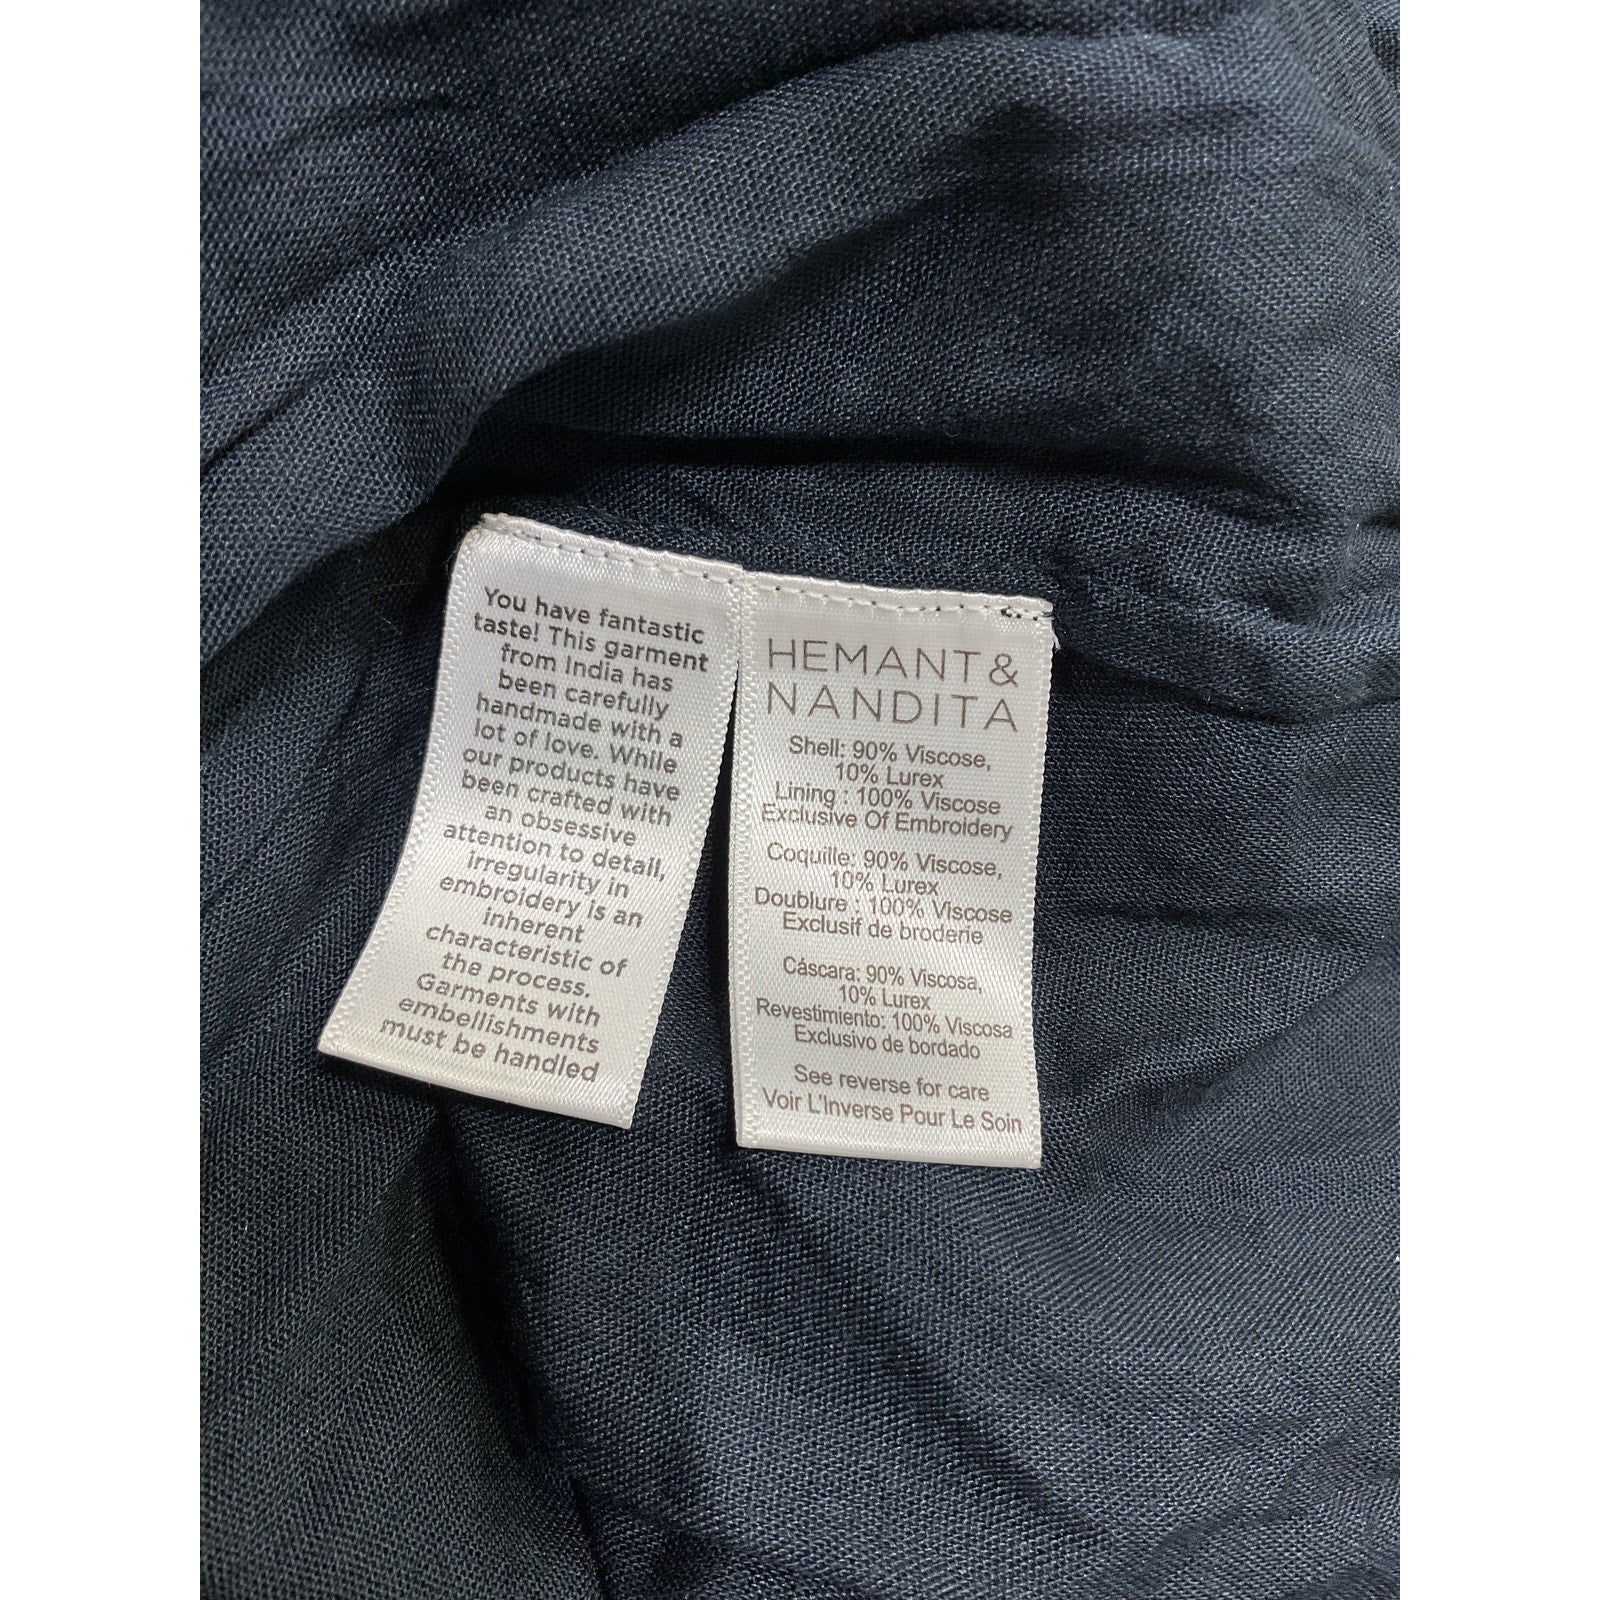 You have fantastic
taste! This garment
from India has
been carefully
handmade with a
lot of love. While
our products have
been crafted with
an obsessive
attention to detail,
irregularity in
embroidery is an
inherent
characteristic of
the process.
Garments with
embellishments
must be handled
HEMANT &
NANDITA
Shell: 90% Viscose,
10% Lurex
Lining : 100% Viscose
Exclusive Of Embroidery
Coquille: 90% Viscose,
10% Lurex
Doublure : 100% Viscose
Exclusif de broderie
Cáscara: 90% Viscosa,
10% Lurex
Revestimiento: 100% Viscosa
Exclusivo de bordado
See reverse for care
Voir L'Inverse Pour Le Soin